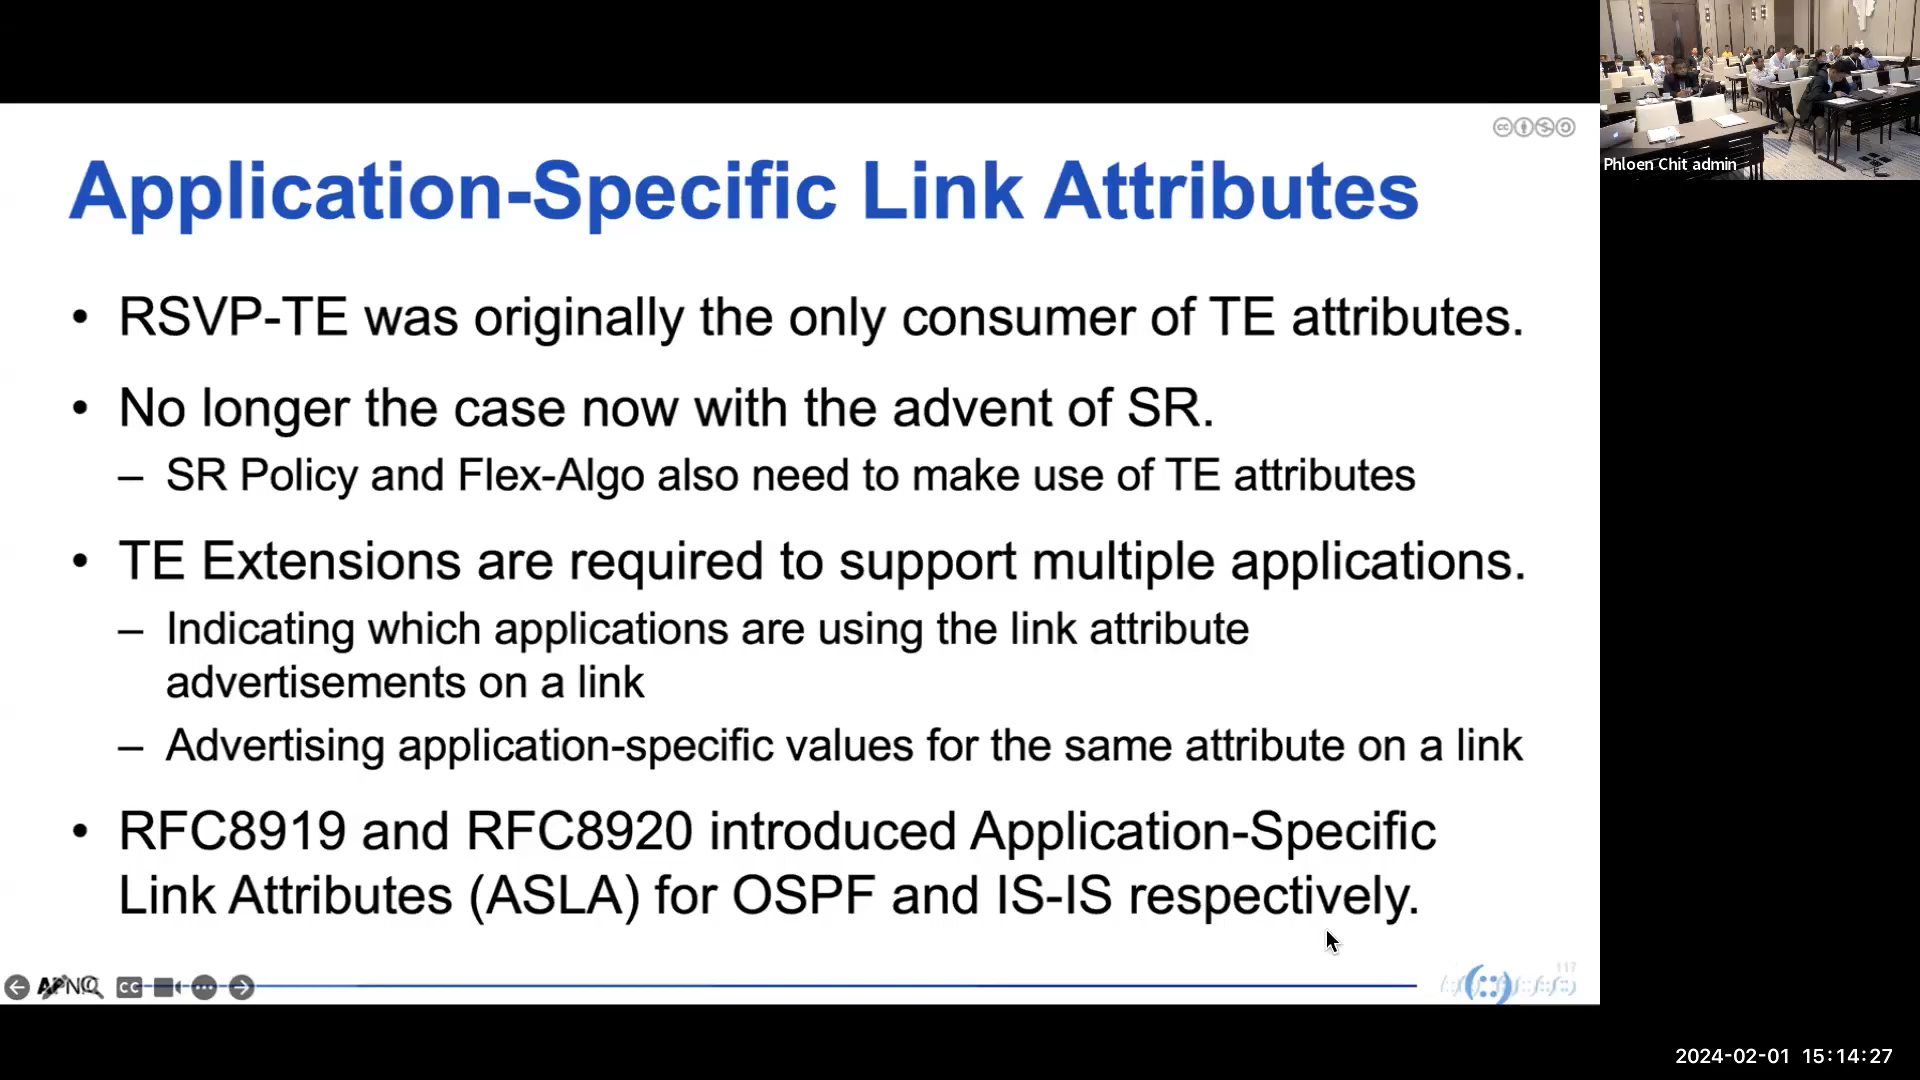 Application-Specific Link Attributes
• RSVP-TE was originally the only consumer of TE attributes.
• No longer the case now with the advent of SR.
– SR Policy and Flex-Algo also need to make use of TE attributes
• TE Extensions are required to support multiple applications.
– Indicating which applications are using the link attribute
advertisements on a link
– Advertising application-specific values for the same attribute on a link
• RFC8919 and RFC8920 introduced Application-Specific
Link Attributes (ASLA) for OSPF and IS-IS respectively.
CC
117
Phloen Chit admin
2024-02-01 15:14:27